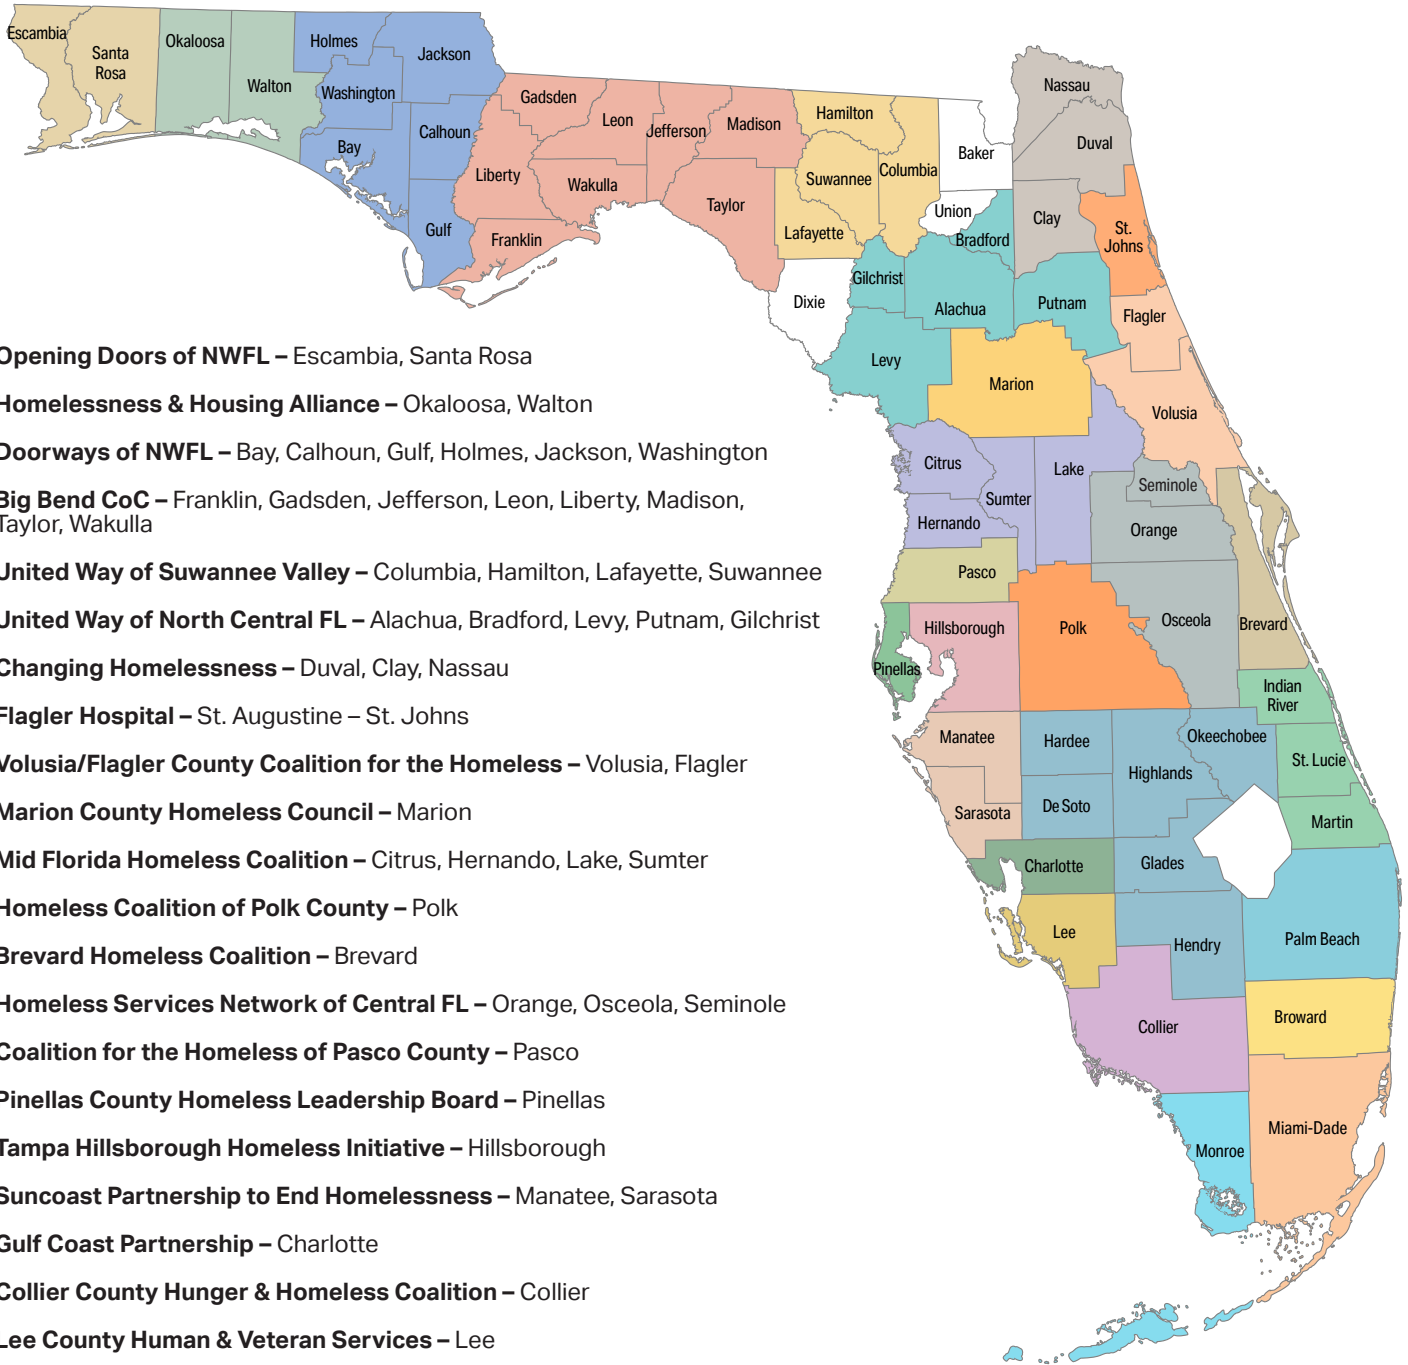 Escambia
Santa
Rosa
Okaloosa
Walton
Holmes
Jackson
Washington
Calhoun
Bay
Gulf
Gadsden
Leon
Jefferson
Madison
Liberty
Wakulla
Franklin
Taylor
Hamilton
Suwannee
Columbia
Lafayette
Baker
Union
Bradford
Nassau
Duval
Clay
St.
Johns
Gilchrist
Alachua
Putnam
Dixie
Levy
Flagler
Marion
Volusia
Citrus
Sumter
Lake
Hernando
Seminole
Orange
Pasco
Hillsborough
Pinellas
Polk
Osceola
Brevard
Indian
River
Manatee
Hardee
Okeechobee
Highlands
St. Lucie
Sarasota
De Soto
Martin
Charlotte
Glades
Lee
Hendry
Palm Beach
Collier
Broward
Monroe
Miami-Dade
Opening Doors of NWFL – Escambia, Santa Rosa
Homelessness & Housing Alliance – Okaloosa, Walton
Doorways of NWFL – Bay, Calhoun, Gulf, Holmes, Jackson, Washington
Big Bend CoC – Franklin, Gadsden, Jefferson, Leon, Liberty, Madison,
Taylor, Wakulla
United Way of Suwannee Valley – Columbia, Hamilton, Lafayette, Suwannee
United Way of North Central FL – Alachua, Bradford, Levy, Putnam, Gilchrist
Changing Homelessness – Duval, Clay, Nassau
Flagler Hospital – St. Augustine – St. Johns
Volusia/Flagler County Coalition for the Homeless – Volusia, Flagler
Marion County Homeless Council – Marion
Mid Florida Homeless Coalition – Citrus, Hernando, Lake, Sumter
Homeless Coalition of Polk County – Polk
Brevard Homeless Coalition – Brevard
Homeless Services Network of Central FL – Orange, Osceola, Seminole
Coalition for the Homeless of Pasco County – Pasco
Pinellas County Homeless Leadership Board – Pinellas
Tampa Hillsborough Homeless Initiative – Hillsborough
Suncoast Partnership to End Homelessness – Manatee, Sarasota
Gulf Coast Partnership – Charlotte
Collier County Hunger & Homeless Coalition – Collier
Lee County Human & Veteran Services – Lee